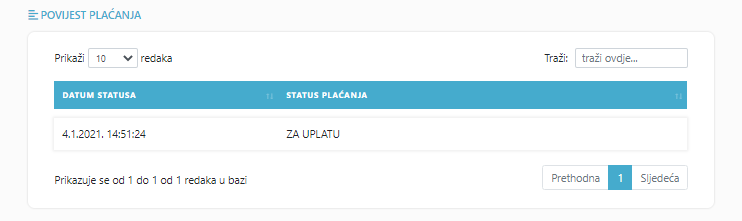 POVIJEST PLAĆANJA
Prikaži 10 redaka Traži: traži ovdje...
DATUM STATUSA STATUS PLAĆANJA
4.1.2021. 14:51:24 ZA UPLATU
Prikazuje se od 1 do 1 od 1 redaka u bazi Prethodna 1 Sljedeća